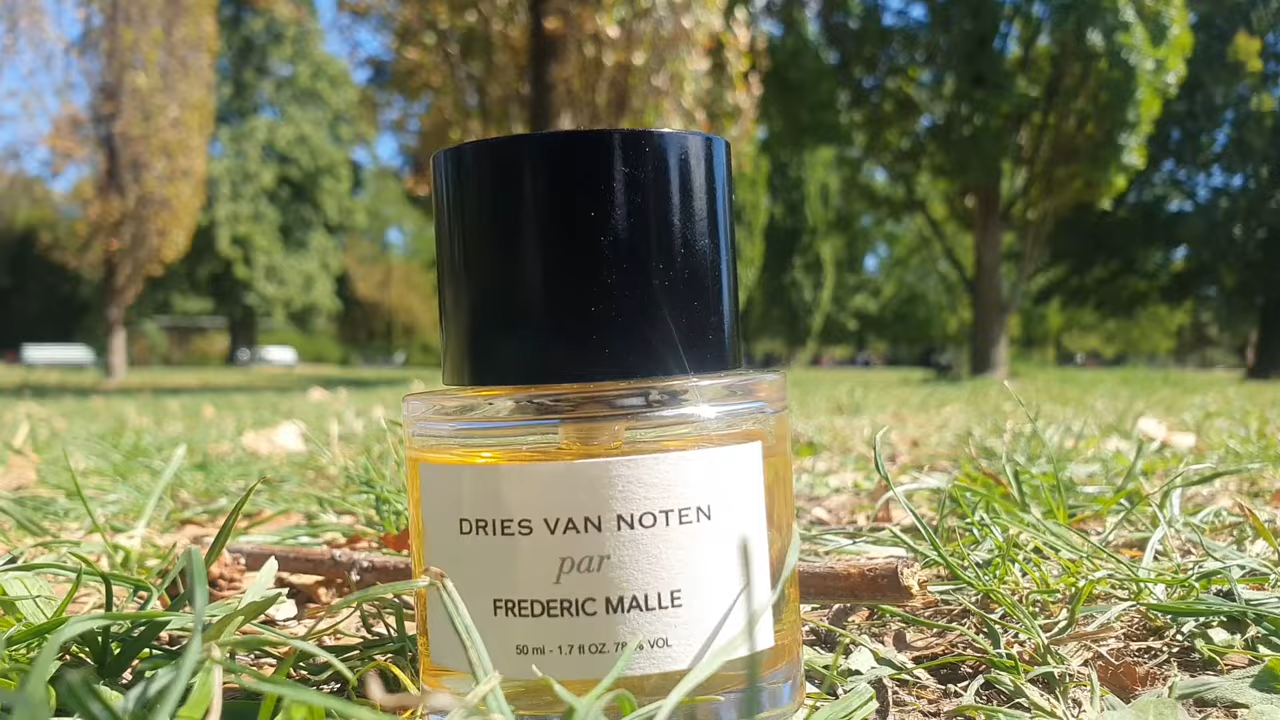 DRIES VAN NOTEN
par
FREDERIC MALLE
50 ml - 1.7 fl OZ. % VOL